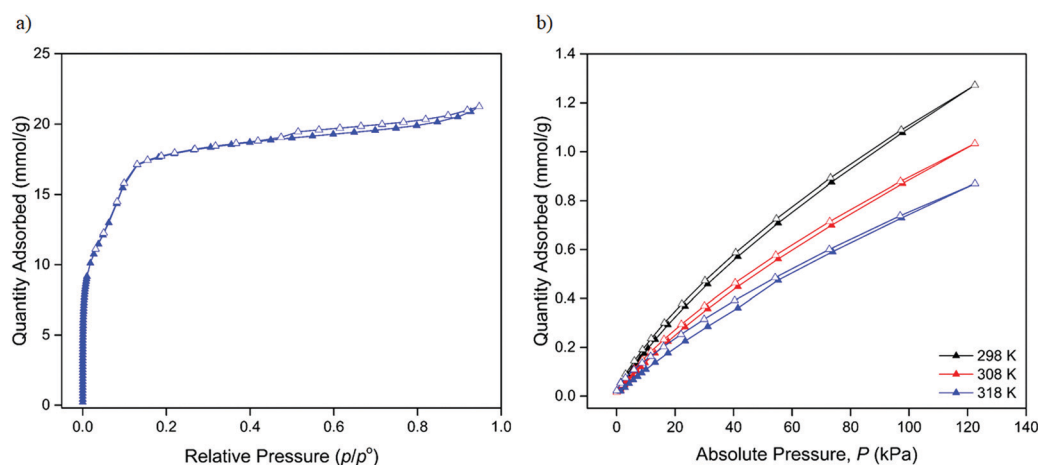 a)
25
20
15
10
5
0
Quantity Adsorbed (mmol/g)
0.0 0.2 0.4 0.6 0.8 1.0
Relative Pressure (p/pº)
b)
1.4
1.2
1.0
0.8
0.6
0.4
0.2
0.0
Quantity Adsorbed (mmol/g)
298 K
308 K
318 K
0 20 40 60 80 100 120 140
Absolute Pressure, P (kPa)